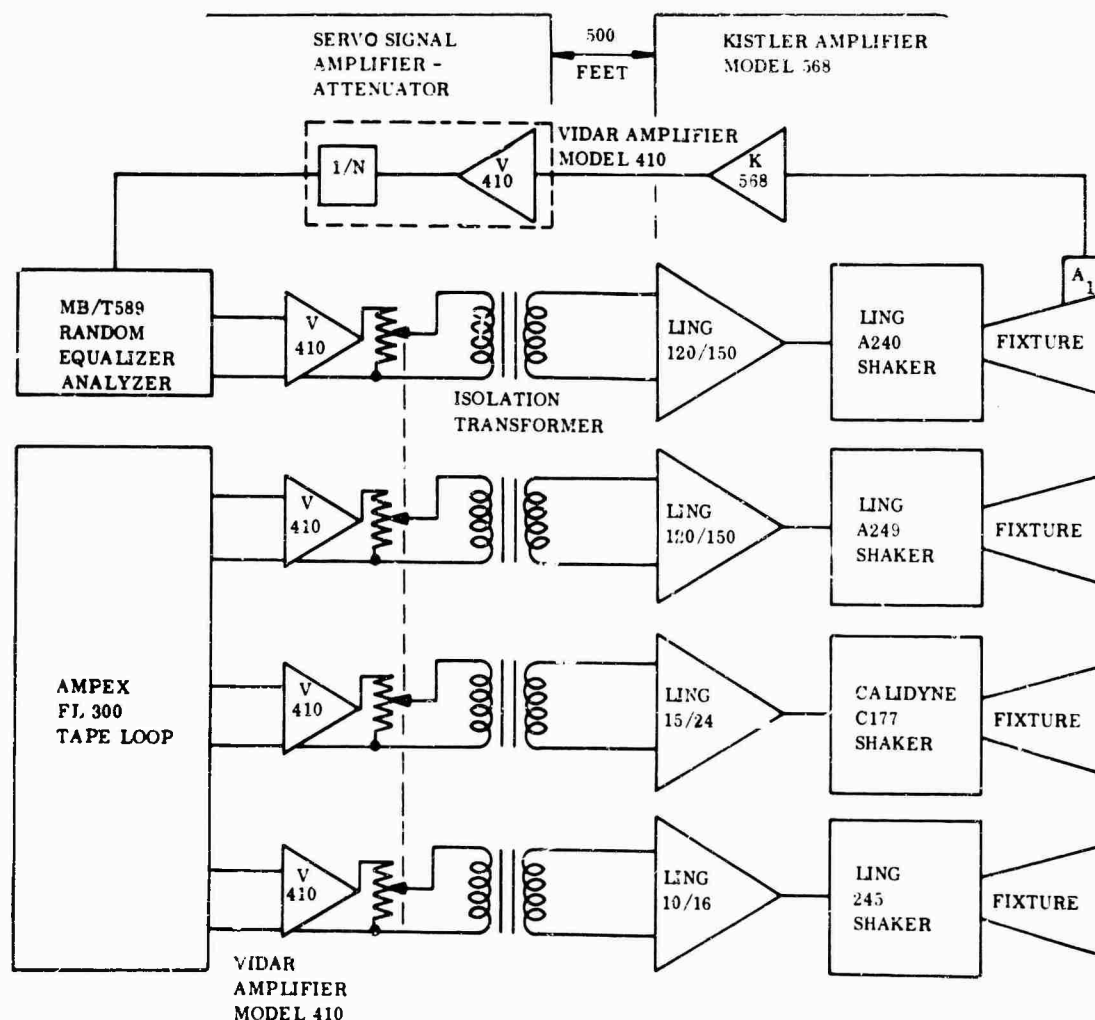 SERVO SIGNAL
AMPLIFIER -
ATTENUATOR
500
FEET
KISTLER AMPLIFIER
MODEL 568
1/N
V
410
VIDAR AMPLIFIER
MODEL 410
K
568
MB/T589
RANDOM
EQUALIZER
ANALYZER
V
410
ISOLATION
TRANSFORMER
LING
120/150
LING
A240
SHAKER
A1
FIXTURE
AMPEX
FL 300
TAPE LOOP
V
410
LING
120/150
LING
A249
SHAKER
FIXTURE
V
410
LING
15/24
CALIDYNE
C177
SHAKER
FIXTURE
V
410
LING
10/16
LING
245
SHAKER
FIXTURE
VIDAR
AMPLIFIER
MODEL 410